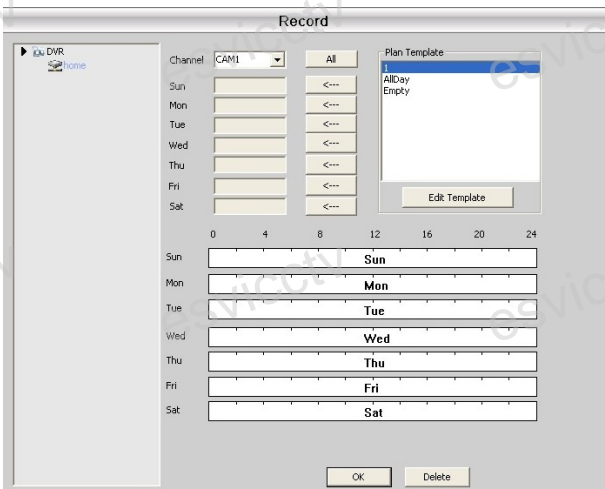 Record
DVR
home
Channel CAM1 All
Sun <---
Mon <---
Tue <---
Wed <---
Thu <---
Fri <---
Sat <---
Plan Template
1
AllDay
Empty
Edit Template
0 4 8 12 16 20 24
Sun Sun
Mon Mon
Tue Tue
Wed Wed
Thu Thu
Fri Fri
Sat Sat
OK Delete
esvicctv
esvicctv